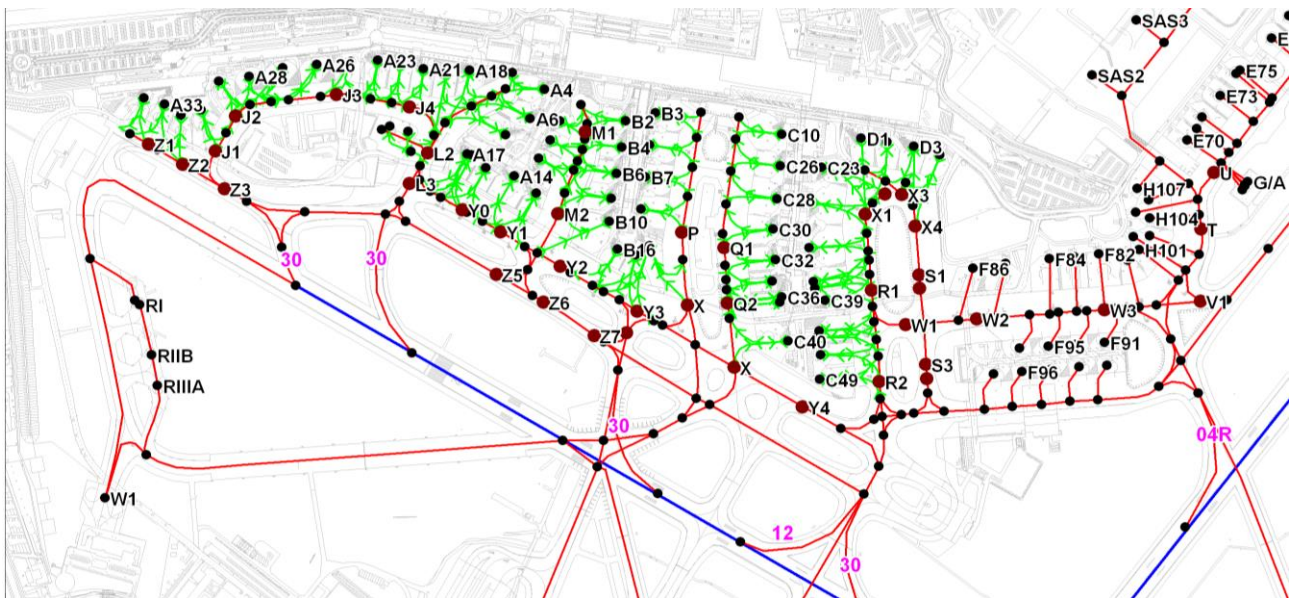 SAS3
E
A23
A28
A26
A21
A18
SAS2
E75
A33
A4
E73
J3
J4
B2
B3
J2
A6
M1
C10
D1
E70
Z1
J1
L2
B4
D3
Z2
A17
C26
C23
U
G/A
A14
B6
B7
L3
Z3
X3
H107
C28
Y0
M2
B10
X1
H104
X4
T
Y1
P
C30
Q1
B16
H101
30
30
C32
F82
Y2
F84
Z5
F86
S1
RI
Z6
Q2
C36
C39
R1
X
V1
Y3
W3
W1
W2
Z7
C40
F95
F91
RIIB
S3
X
F96
RIIIA
C49
R2
Y4
30
04R
W1
12
30